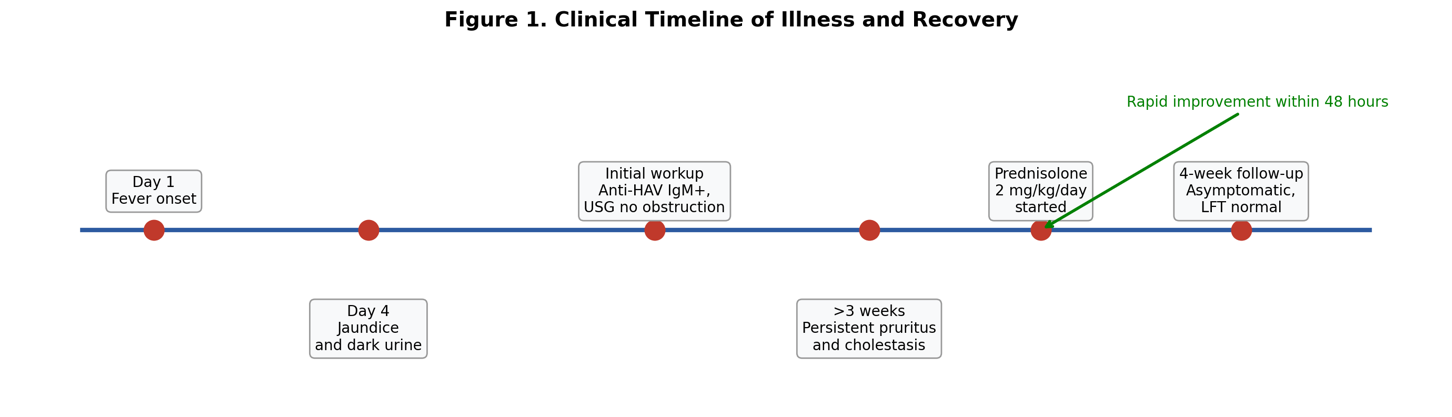 Figure 1. Clinical Timeline of Illness and Recovery
Rapid improvement within 48 hours
Day 1
Fever onset
Day 4
Jaundice
and dark urine
Initial workup
Anti-HAV IgM+,
USG no obstruction
>3 weeks
Persistent pruritus
and cholestasis
Prednisolone
2 mg/kg/day
started
4-week follow-up
Asymptomatic,
LFT normal